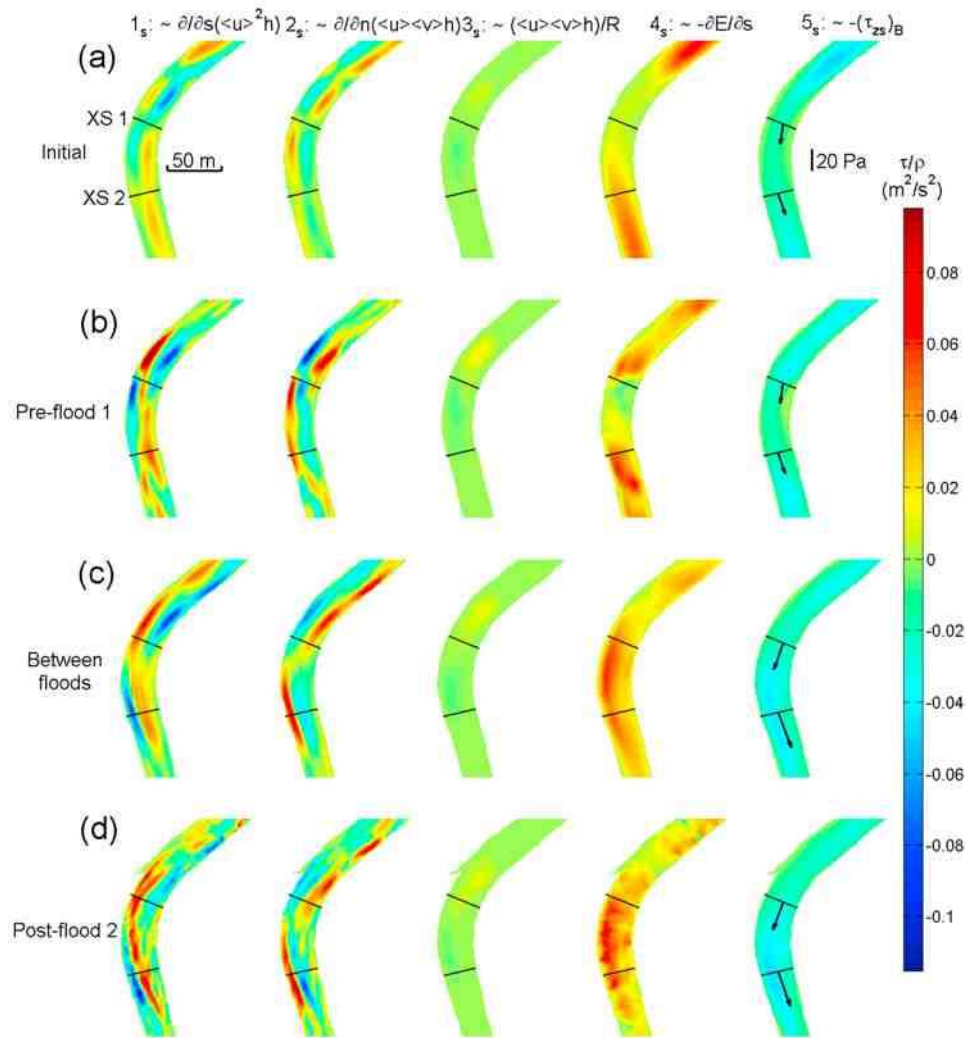 1s: ~ ∂/∂s(<u>²h) 2s: ~ ∂/∂n(<u><v>h) 3s: ~ (<u><v>h)/R 4s: ~ -∂E/∂s 5s: ~ -(τzs)B
(a)
XS 1
Initial
50 m
20 Pa
τ/ρ
(m²/s²)
XS 2
0.08
(b)
0.06
Pre-flood 1
0.04
0.02
(c)
0
-0.02
Between
floods
-0.04
-0.06
(d)
-0.08
Post-flood 2
-0.1